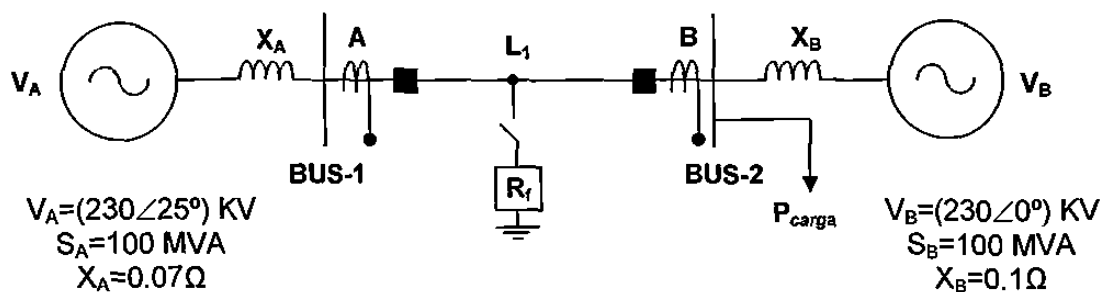 X_A A L₁ B X_B
V_A V_B
BUS-1 R_f BUS-2
P_carga
V_A=(230∠25º) KV
S_A=100 MVA
X_A=0.07Ω
V_B=(230∠0º) KV
S_B=100 MVA
X_B=0.1Ω